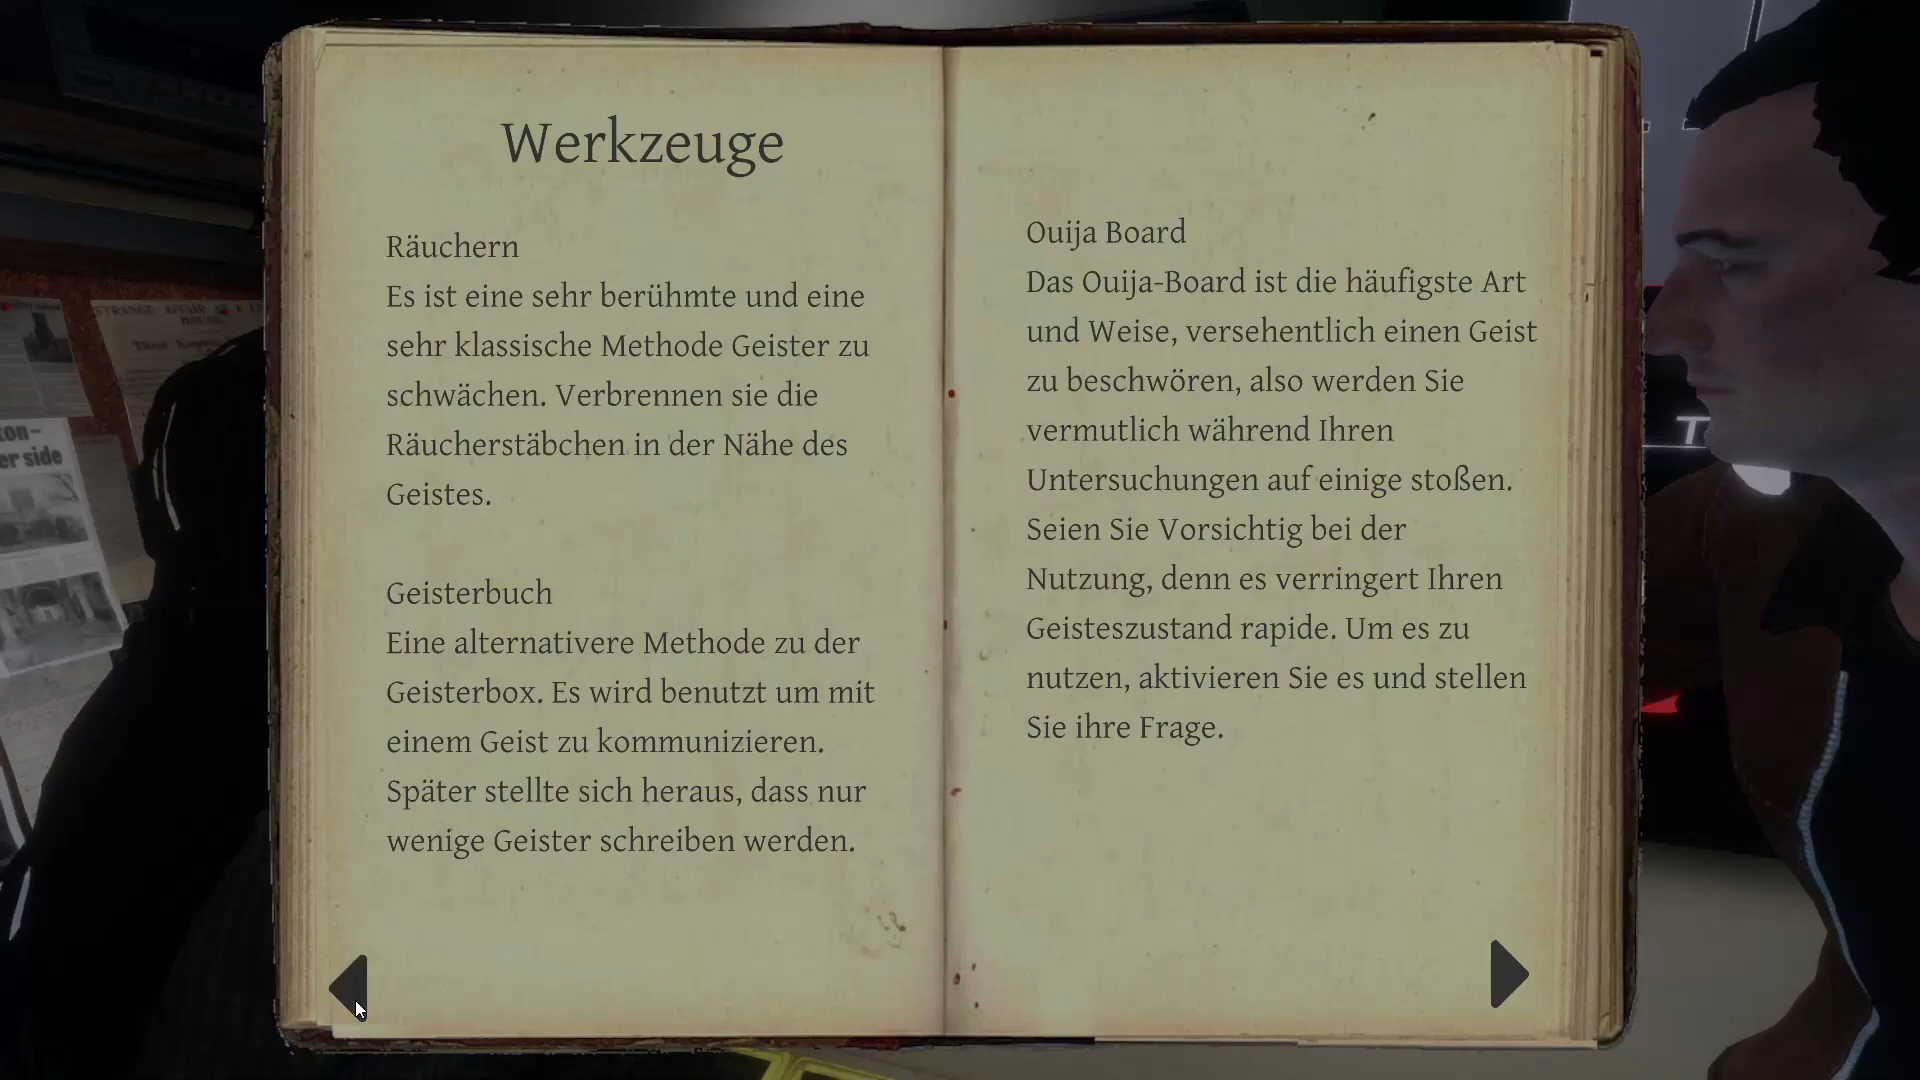 Werkzeuge
Räuchern
Es ist eine sehr berühmte und eine
sehr klassische Methode Geister zu
schwächen. Verbrennen sie die
Räucherstäbchen in der Nähe des
Geistes.
Geisterbuch
Eine alternativere Methode zu der
Geisterbox. Es wird benutzt um mit
einem Geist zu kommunizieren.
Später stellte sich heraus, dass nur
wenige Geister schreiben werden.
Ouija Board
Das Ouija-Board ist die häufigste Art
und Weise, versehentlich einen Geist
zu beschwören, also werden Sie
vermutlich während Ihren
Untersuchungen auf einige stoßen.
Seien Sie Vorsichtig bei der
Nutzung, denn es verringert Ihren
Geisteszustand rapide. Um es zu
nutzen, aktivieren Sie es und stellen
Sie ihre Frage.
STRANGE AFFAIR
side